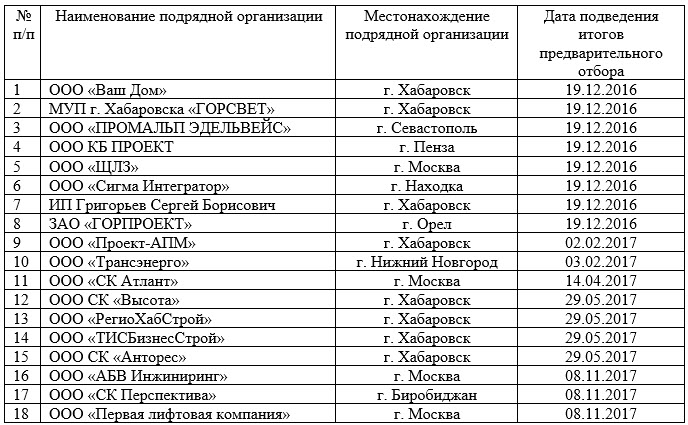 № п/п Наименование подрядной организации Местонахождение подрядной организации Дата подведения итогов предварительного отбора
1 ООО «Ваш Дом» г. Хабаровск 19.12.2016
2 МУП г. Хабаровска «ГОРСВЕТ» г. Хабаровск 19.12.2016
3 ООО «ПРОМАЛЬП ЭДЕЛЬВЕЙС» г. Севастополь 19.12.2016
4 ООО КБ ПРОЕКТ г. Пенза 19.12.2016
5 ООО «ЩЛЗ» г. Москва 19.12.2016
6 ООО «Сигма Интегратор» г. Находка 19.12.2016
7 ИП Григорьев Сергей Борисович г. Хабаровск 19.12.2016
8 ЗАО «ГОРПРОЕКТ» г. Орел 19.12.2016
9 ООО «Проект-АПМ» г. Хабаровск 02.02.2017
10 ООО «Трансэнерго» г. Нижний Новгород 03.02.2017
11 ООО «СК Атлант» г. Москва 14.04.2017
12 ООО СК «Высота» г. Хабаровск 29.05.2017
13 ООО «РегиоХабСтрой» г. Хабаровск 29.05.2017
14 ООО «ТИСБизнесСтрой» г. Хабаровск 29.05.2017
15 ООО СК «Анторес» г. Хабаровск 29.05.2017
16 ООО «АБВ Инжиниринг» г. Москва 08.11.2017
17 ООО «СК Перспектива» г. Биробиджан 08.11.2017
18 ООО «Первая лифтовая компания» г. Москва 08.11.2017